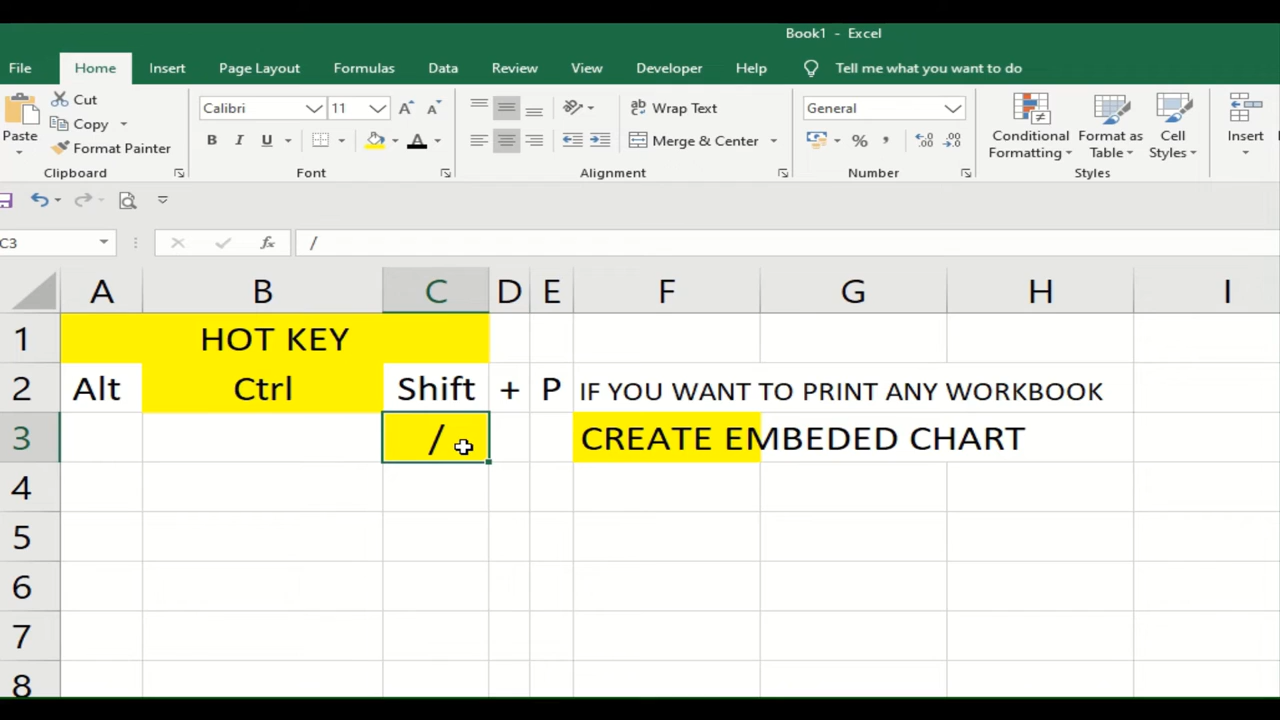 Book1 - Excel
File Home Insert Page Layout Formulas Data Review View Developer Help Tell me what you want to do
Cut
Calibri 11 A A Wrap Text General
Copy
Paste Conditional Format as Cell Insert
B I U A Merge & Center % , Formatting Table Styles
Format Painter
Clipboard Font Alignment Number Styles
C3 fx /
A B C D E F G H I
1 HOT KEY
2 Alt Ctrl Shift + P IF YOU WANT TO PRINT ANY WORKBOOK
3 / CREATE EMBEDED CHART
4
5
6
7
8